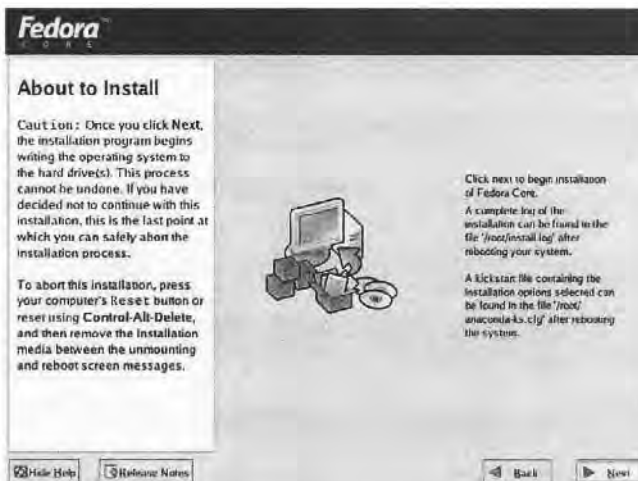 Fedora™
CORE
About to Install
Caution: Once you click Next,
the installation program begins
writing the operating system to
the hard drive(s). This process
cannot be undone. If you have
decided not to continue with this
installation, this is the last point at
which you can safely abort the
installation process.
To abort this installation, press
your computer's Reset button or
reset using Control-Alt-Delete,
and then remove the installation
media between the unmounting
and reboot screen messages.
Click next to begin installation
of Fedora Core.
A complete log of the
installation can be found in the
file '/root/install.log' after
rebooting your system.
A kickstart file containing the
installation options selected can
be found in the file '/root/
anaconda-ks.cfg' after rebooting
the system.
Hide Help
Release Notes
Back
Next